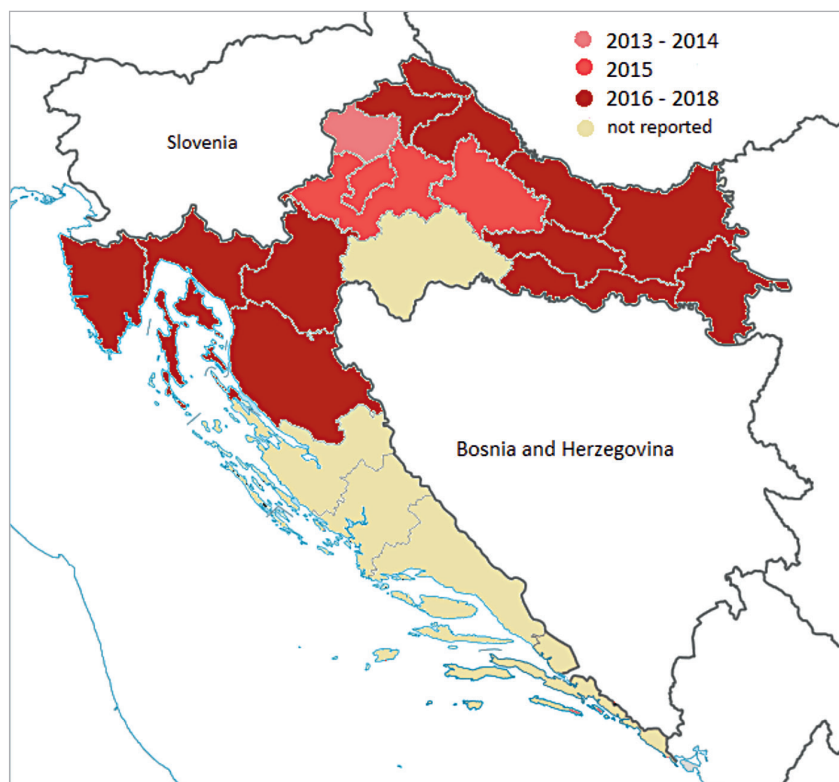 2013 - 2014
2015
2016 - 2018
not reported
Slovenia
Bosnia and Herzegovina